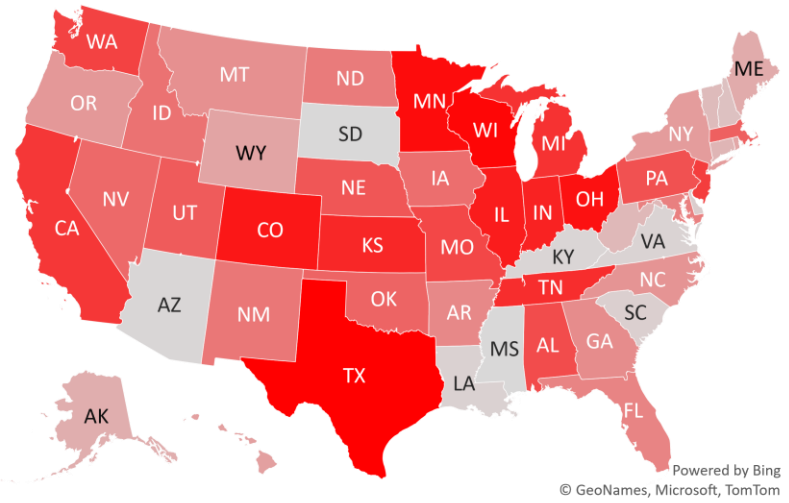 WA
MT
ND
ME
OR
ID
MN
WI
MI
NY
SD
WY
IA
PA
NE
NV
UT
CO
IL
IN
OH
CA
KS
MO
KY
VA
AZ
NM
OK
TN
NC
AR
SC
MS
AL
GA
TX
LA
AK
FL
Powered by Bing
© GeoNames, Microsoft, TomTom